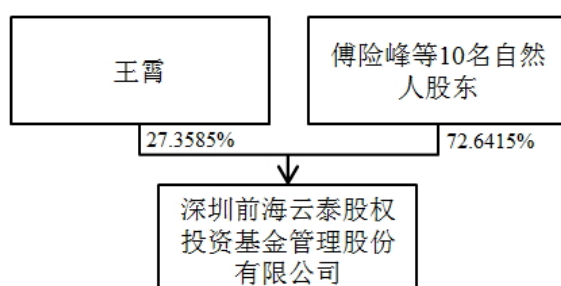 王霄
傅险峰等10名自然
人股东
27.3585%
72.6415%
深圳前海云泰股权
投资基金管理股份
有限公司